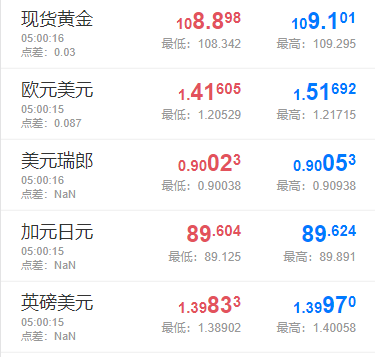 现货黄金 108.898 109.101
05:00:16
点差：0.03 最低：108.342 最高：109.295
欧元美元 1.41605 1.51692
05:00:15
点差：0.087 最低：1.20529 最高：1.21715
美元瑞郎 0.90023 0.90053
05:00:16
点差：NaN 最低：0.90038 最高：0.90938
加元日元 89.604 89.624
05:00:15
点差：NaN 最低：89.125 最高：89.891
英磅美元 1.39833 1.39970
05:00:15
点差：NaN 最低：1.38902 最高：1.40058